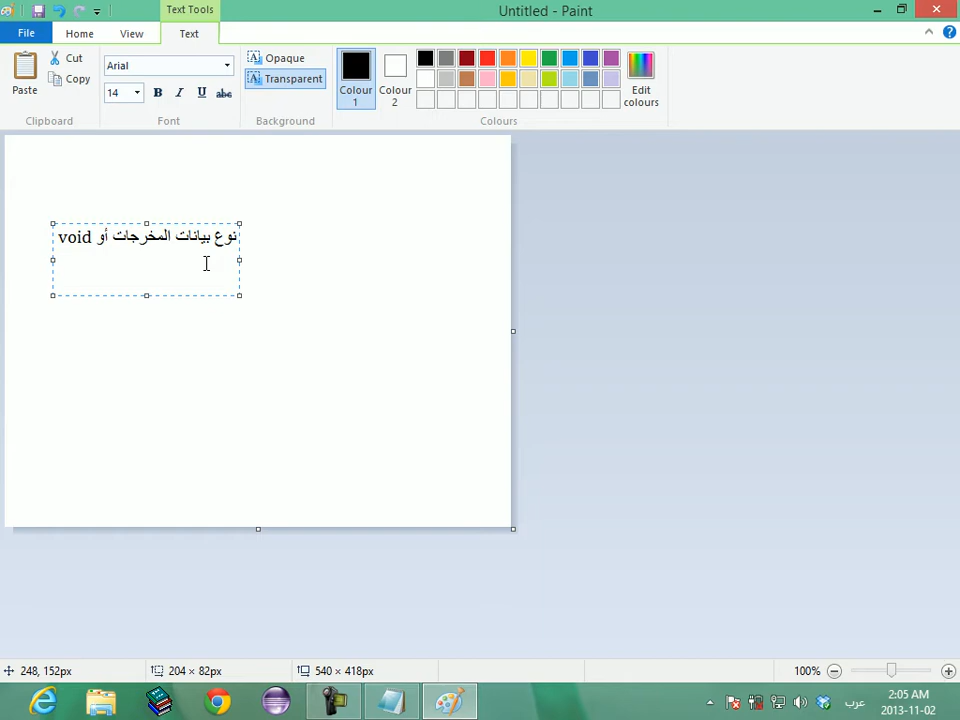 Untitled - Paint
Text Tools
File
Home
View
Text
Paste
Cut
Copy
Clipboard
Arial
14
B I U abc
Font
Opaque
Transparent
Background
Colour 1
Colour 2
Edit colours
Colours
نوع بيانات المخرجات أو void
248, 152px
204 × 82px
540 × 418px
100%
عرب
2:05 AM
2013-11-02